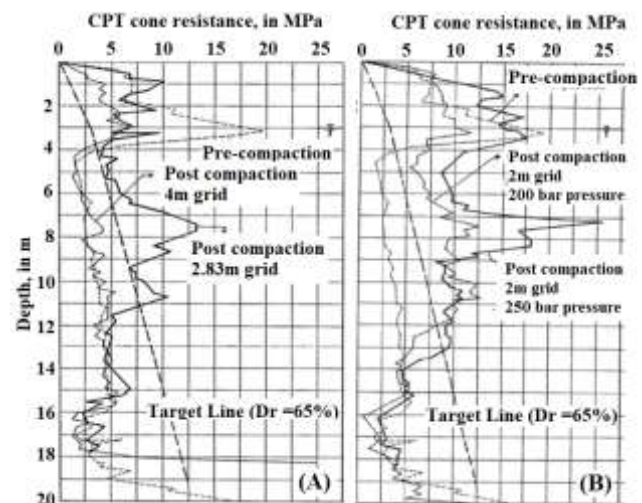 CPT cone resistance, in MPa
0 5 10 15 20 25
Depth, in m
2
4
6
8
10
12
14
16
18
20
Pre-compaction
Post compaction
4m grid
Post compaction
2.83m grid
Target Line (Dr =65%)
(A)
CPT cone resistance, in MPa
0 5 10 15 20 25
Pre-compaction
Post compaction
2m grid
200 bar pressure
Post compaction
2m grid
250 bar pressure
Target Line (Dr =65%)
(B)